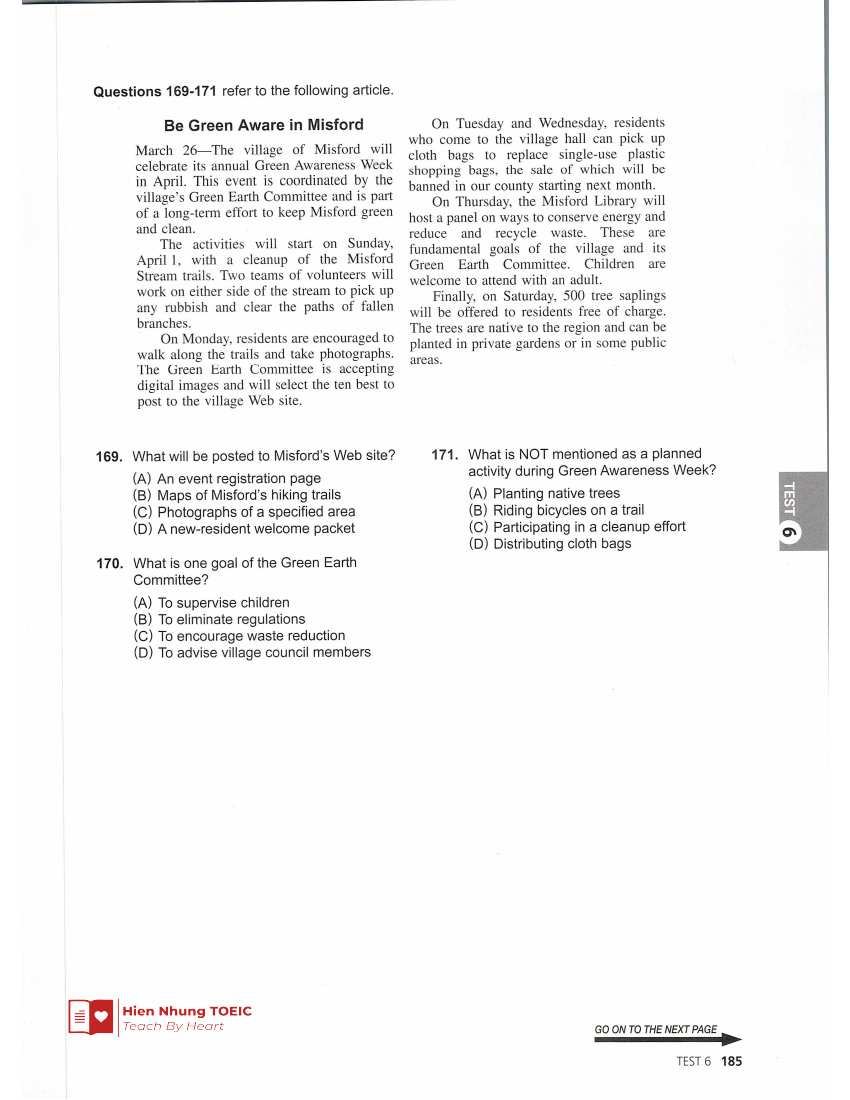 Questions 169-171 refer to the following article.
Be Green Aware in Misford
March 26—The village of Misford will
celebrate its annual Green Awareness Week
in April. This event is coordinated by the
village's Green Earth Committee and is part
of a long-term effort to keep Misford green
and clean.
The activities will start on Sunday,
April 1, with a cleanup of the Misford
Stream trails. Two teams of volunteers will
work on either side of the stream to pick up
any rubbish and clear the paths of fallen
branches.
On Monday, residents are encouraged to
walk along the trails and take photographs.
The Green Earth Committee is accepting
digital images and will select the ten best to
post to the village Web site.
On Tuesday and Wednesday, residents
who come to the village hall can pick up
cloth bags to replace single-use plastic
shopping bags, the sale of which will be
banned in our county starting next month.
On Thursday, the Misford Library will
host a panel on ways to conserve energy and
reduce and recycle waste. These are
fundamental goals of the village and its
Green Earth Committee. Children are
welcome to attend with an adult.
Finally, on Saturday, 500 tree saplings
will be offered to residents free of charge.
The trees are native to the region and can be
planted in private gardens or in some public
areas.
169. What will be posted to Misford's Web site?
(A) An event registration page
(B) Maps of Misford's hiking trails
(C) Photographs of a specified area
(D) A new-resident welcome packet
170. What is one goal of the Green Earth
Committee?
(A) To supervise children
(B) To eliminate regulations
(C) To encourage waste reduction
(D) To advise village council members
171. What is NOT mentioned as a planned
activity during Green Awareness Week?
(A) Planting native trees
(B) Riding bicycles on a trail
(C) Participating in a cleanup effort
(D) Distributing cloth bags
TEST 6
Hien Nhung TOEIC
Teach By Heart
GO ON TO THE NEXT PAGE
TEST 6 185